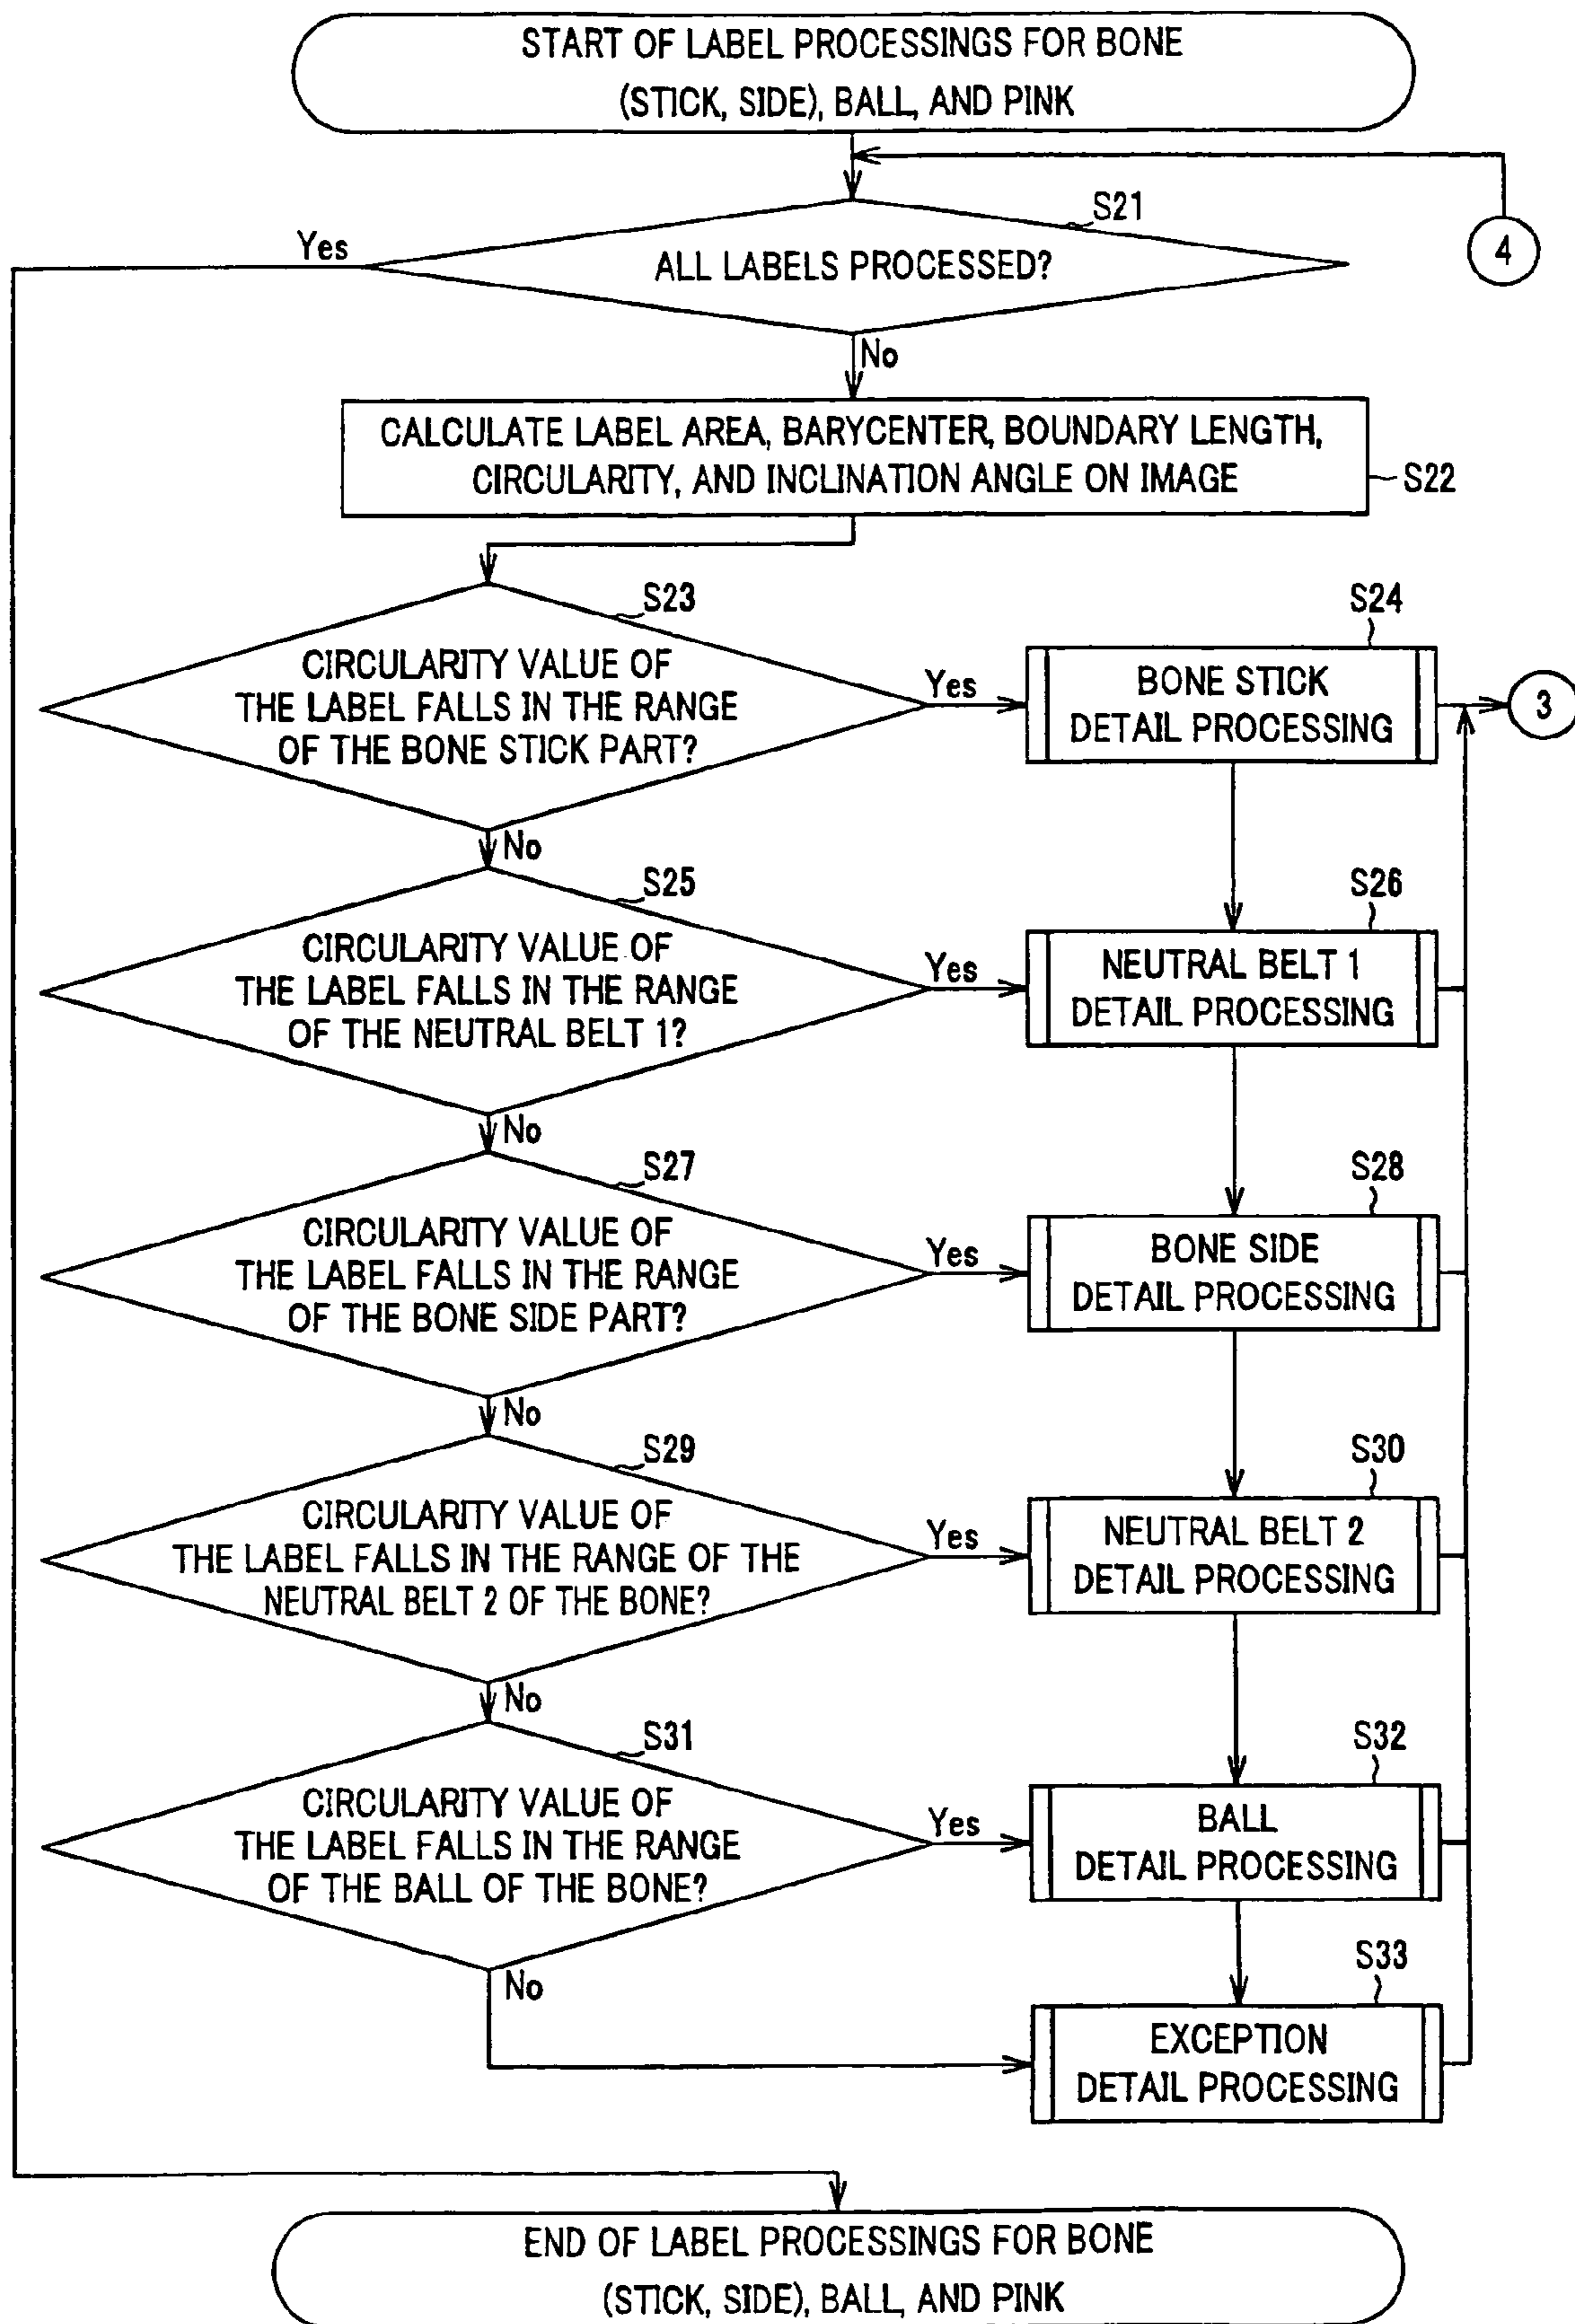 START OF LABEL PROCESSINGS FOR BONE
(STICK, SIDE), BALL, AND PINK
S21
Yes
ALL LABELS PROCESSED?
4
No
CALCULATE LABEL AREA, BARYCENTER, BOUNDARY LENGTH,
CIRCULARITY, AND INCLINATION ANGLE ON IMAGE
S22
S23
CIRCULARITY VALUE OF
THE LABEL FALLS IN THE RANGE
OF THE BONE STICK PART?
Yes
S24
BONE STICK
DETAIL PROCESSING
3
No
S25
CIRCULARITY VALUE OF
THE LABEL FALLS IN THE RANGE
OF THE NEUTRAL BELT 1?
Yes
S26
NEUTRAL BELT 1
DETAIL PROCESSING
No
S27
CIRCULARITY VALUE OF
THE LABEL FALLS IN THE RANGE
OF THE BONE SIDE PART?
Yes
S28
BONE SIDE
DETAIL PROCESSING
No
S29
CIRCULARITY VALUE OF
THE LABEL FALLS IN THE RANGE OF THE
NEUTRAL BELT 2 OF THE BONE?
Yes
S30
NEUTRAL BELT 2
DETAIL PROCESSING
No
S31
CIRCULARITY VALUE OF
THE LABEL FALLS IN THE RANGE
OF THE BALL OF THE BONE?
Yes
S32
BALL
DETAIL PROCESSING
No
S33
EXCEPTION
DETAIL PROCESSING
END OF LABEL PROCESSINGS FOR BONE
(STICK, SIDE), BALL, AND PINK